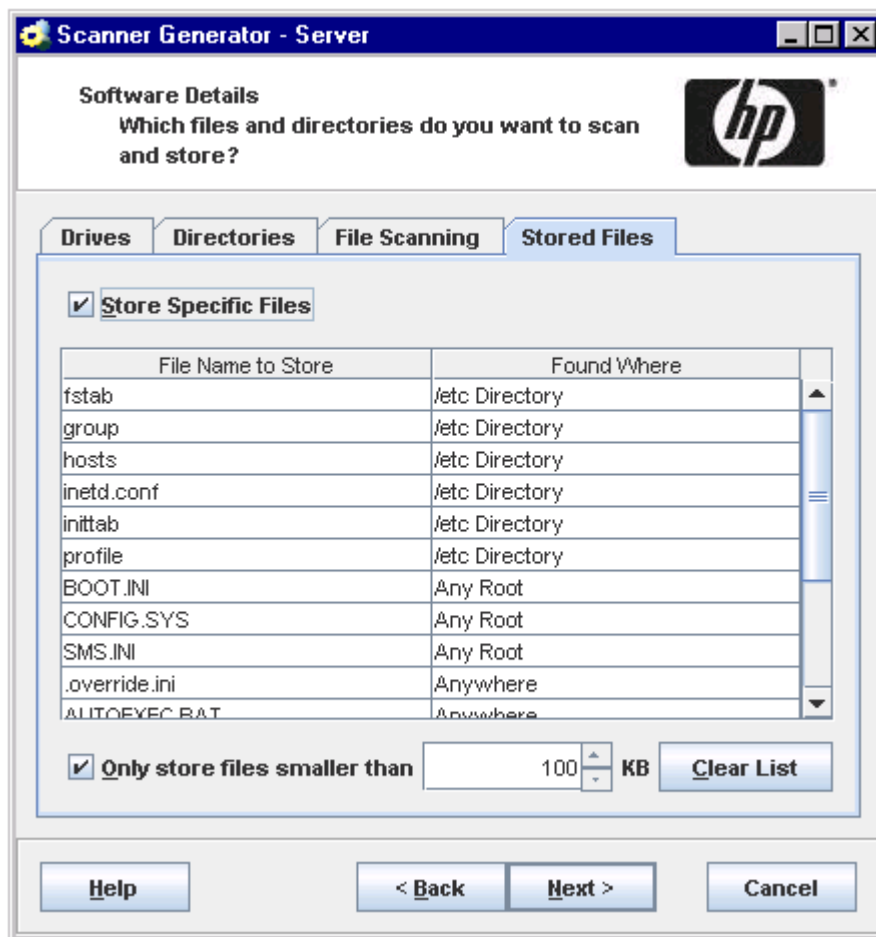 Scanner Generator - Server
Software Details
Which files and directories do you want to scan
and store?
hp
Drives Directories File Scanning Stored Files
Store Specific Files
File Name to Store Found Where
fstab /etc Directory
group /etc Directory
hosts /etc Directory
inetd.conf /etc Directory
inittab /etc Directory
profile /etc Directory
BOOT.INI Any Root
CONFIG.SYS Any Root
SMS.INI Any Root
.override.ini Anywhere
AUTOEXEC.BAT Anywhere
Only store files smaller than 100 KB Clear List
Help < Back Next > Cancel